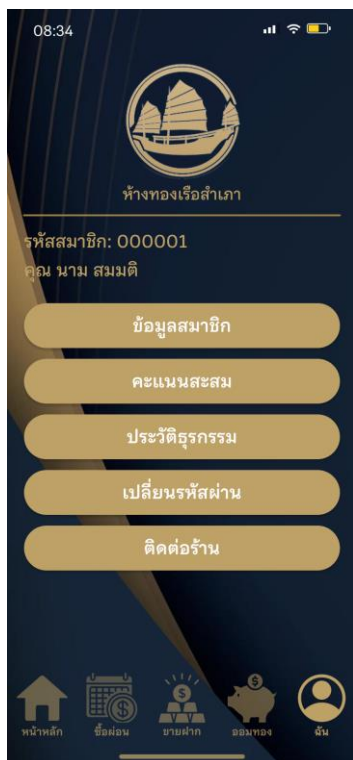 08:34
ห้างทองเรือสำเภา
รหัสสมาชิก: 000001
คุณ นาม สมมติ
ข้อมูลสมาชิก
คะแนนสะสม
ประวัติธุรกรรม
เปลี่ยนรหัสผ่าน
ติดต่อร้าน
หน้าหลัก ซื้อผ่อน ขายฝาก ออมทอง ฉัน